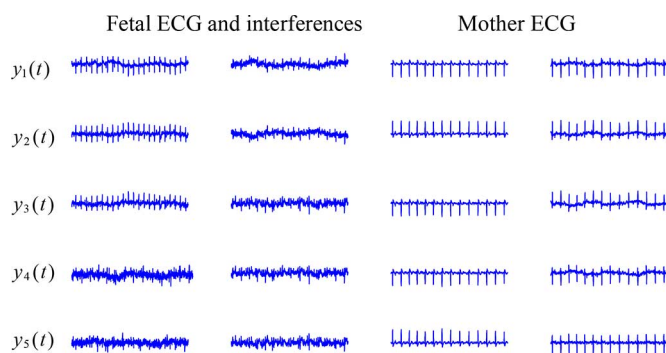 Fetal ECG and interferences Mother ECG
y₁(t)
y₂(t)
y₃(t)
y₄(t)
y₅(t)